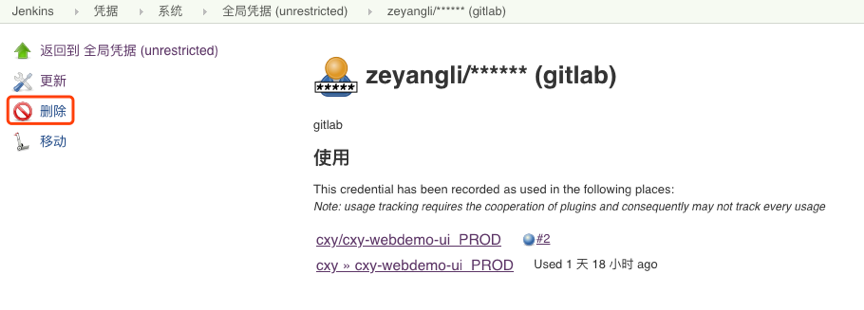 Jenkins 凭据 系统 全局凭据 (unrestricted) zeyangli/****** (gitlab)
返回到 全局凭据 (unrestricted)
更新
删除
移动
***** zeyangli/****** (gitlab)
gitlab
使用
This credential has been recorded as used in the following places:
Note: usage tracking requires the cooperation of plugins and consequently may not track every usage
cxy/cxy-webdemo-ui_PROD #2
cxy » cxy-webdemo-ui_PROD Used 1 天 18 小时 ago